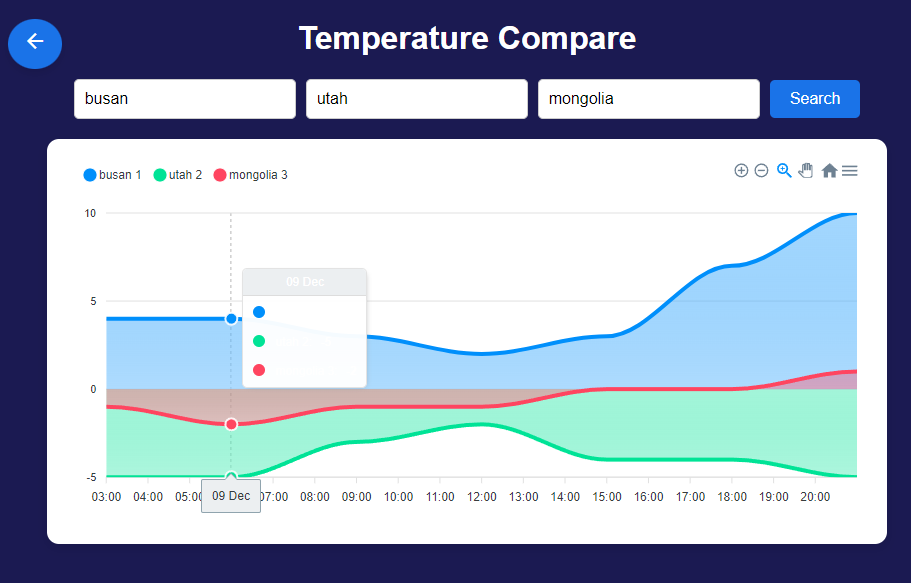 Temperature Compare
busan
utah
mongolia
Search
busan 1
utah 2
mongolia 3
10
5
0
-5
09 Dec
03:00
04:00
05:00
07:00
08:00
09:00
10:00
11:00
12:00
13:00
14:00
15:00
16:00
17:00
18:00
19:00
20:00
09 Dec